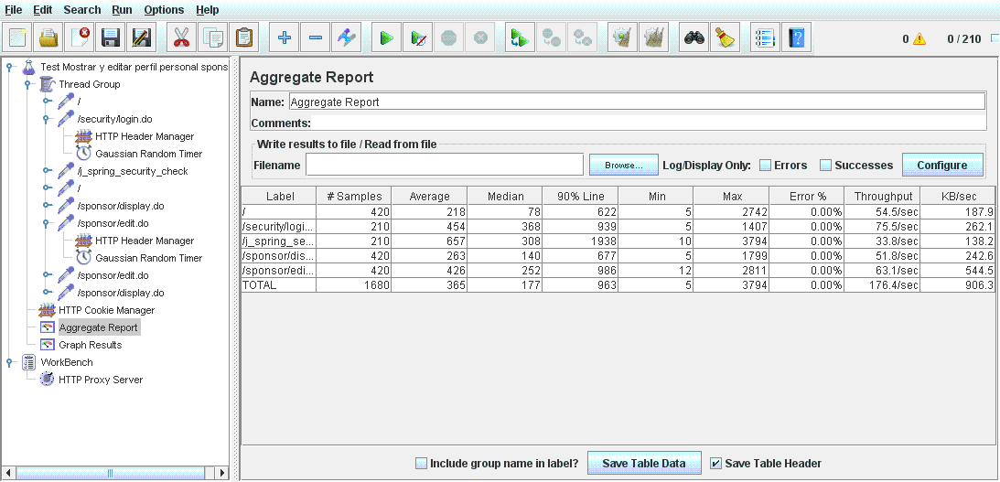 File Edit Search Run Options Help
0 0 / 210
Test Mostrar y editar perfil personal spons
Thread Group
/
/security/login.do
HTTP Header Manager
Gaussian Random Timer
/j_spring_security_check
/
/sponsor/display.do
/sponsor/edit.do
HTTP Header Manager
Gaussian Random Timer
/sponsor/edit.do
/sponsor/display.do
HTTP Cookie Manager
Aggregate Report
Graph Results
WorkBench
HTTP Proxy Server
Aggregate Report
Name: Aggregate Report
Comments:
Write results to file / Read from file
Filename Browse... Log/Display Only: Errors Successes Configure
Label # Samples Average Median 90% Line Min Max Error % Throughput KB/sec
/ 420 218 78 622 5 2742 0.00% 54.5/sec 187.9
/security/logi... 210 454 368 939 5 1407 0.00% 75.5/sec 262.1
/j_spring_se... 210 657 308 1938 10 3794 0.00% 33.8/sec 138.2
/sponsor/dis... 420 263 140 677 5 1799 0.00% 51.8/sec 242.6
/sponsor/edi... 420 426 252 986 12 2811 0.00% 63.1/sec 544.5
TOTAL 1680 365 177 963 5 3794 0.00% 176.4/sec 906.3
Include group name in label? Save Table Data Save Table Header